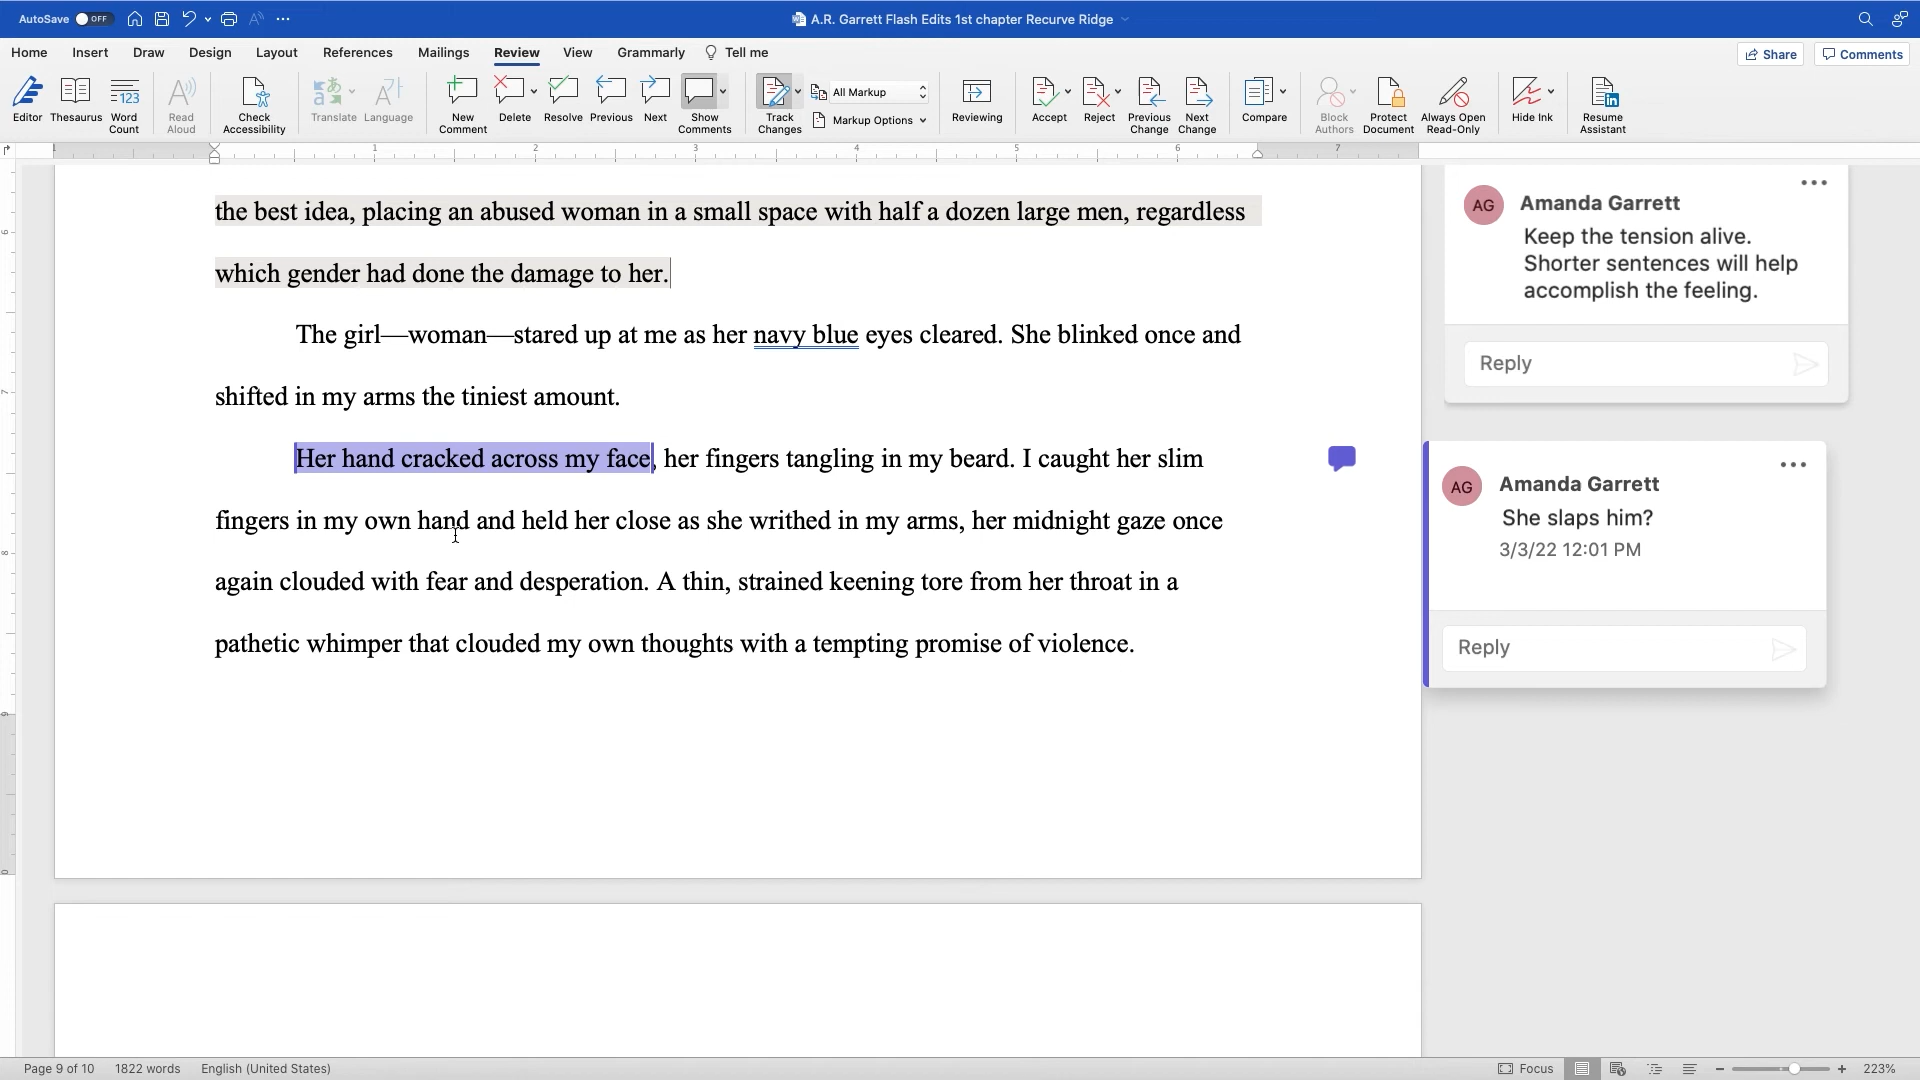 AutoSave OFF
A.R. Garrett Flash Edits 1st chapter Recurve Ridge
Home Insert Draw Design Layout References Mailings Review View Grammarly Tell me Share Comments
Editor Thesaurus Word Count Read Aloud Check Accessibility Translate Language New Comment Delete Resolve Previous Next Show Comments Track Changes All Markup Markup Options Reviewing Accept Reject Previous Change Next Change Compare Block Authors Protect Document Always Open Read-Only Hide Ink Resume Assistant
1 1 2 3 4 5 6 7
the best idea, placing an abused woman in a small space with half a dozen large men, regardless
which gender had done the damage to her.
The girl—woman—stared up at me as her navy blue eyes cleared. She blinked once and
shifted in my arms the tiniest amount.
Her hand cracked across my face, her fingers tangling in my beard. I caught her slim
fingers in my own hand and held her close as she writhed in my arms, her midnight gaze once
again clouded with fear and desperation. A thin, strained keening tore from her throat in a
pathetic whimper that clouded my own thoughts with a tempting promise of violence.
AG Amanda Garrett
Keep the tension alive.
Shorter sentences will help
accomplish the feeling.
Reply
AG Amanda Garrett
She slaps him?
3/3/22 12:01 PM
Reply
Page 9 of 10 1822 words English (United States) Focus 223%